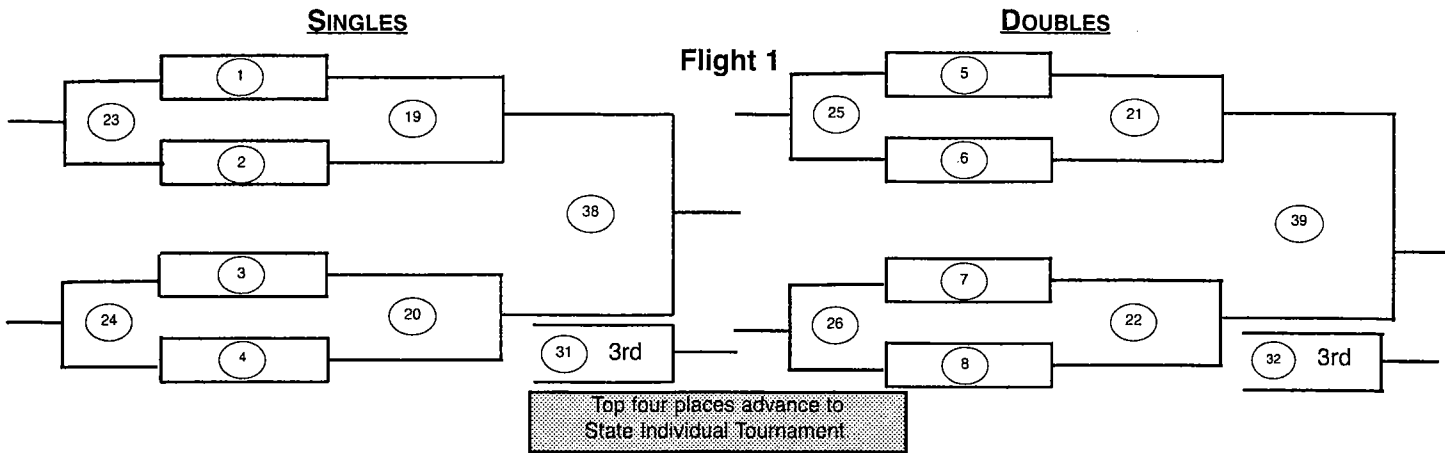 SINGLES
DOUBLES
Flight 1
1
5
23
19
25
21
2
6
38
39
3
7
24
20
26
22
4
31 3rd
8
32 3rd
Top four places advance to
State Individual Tournament